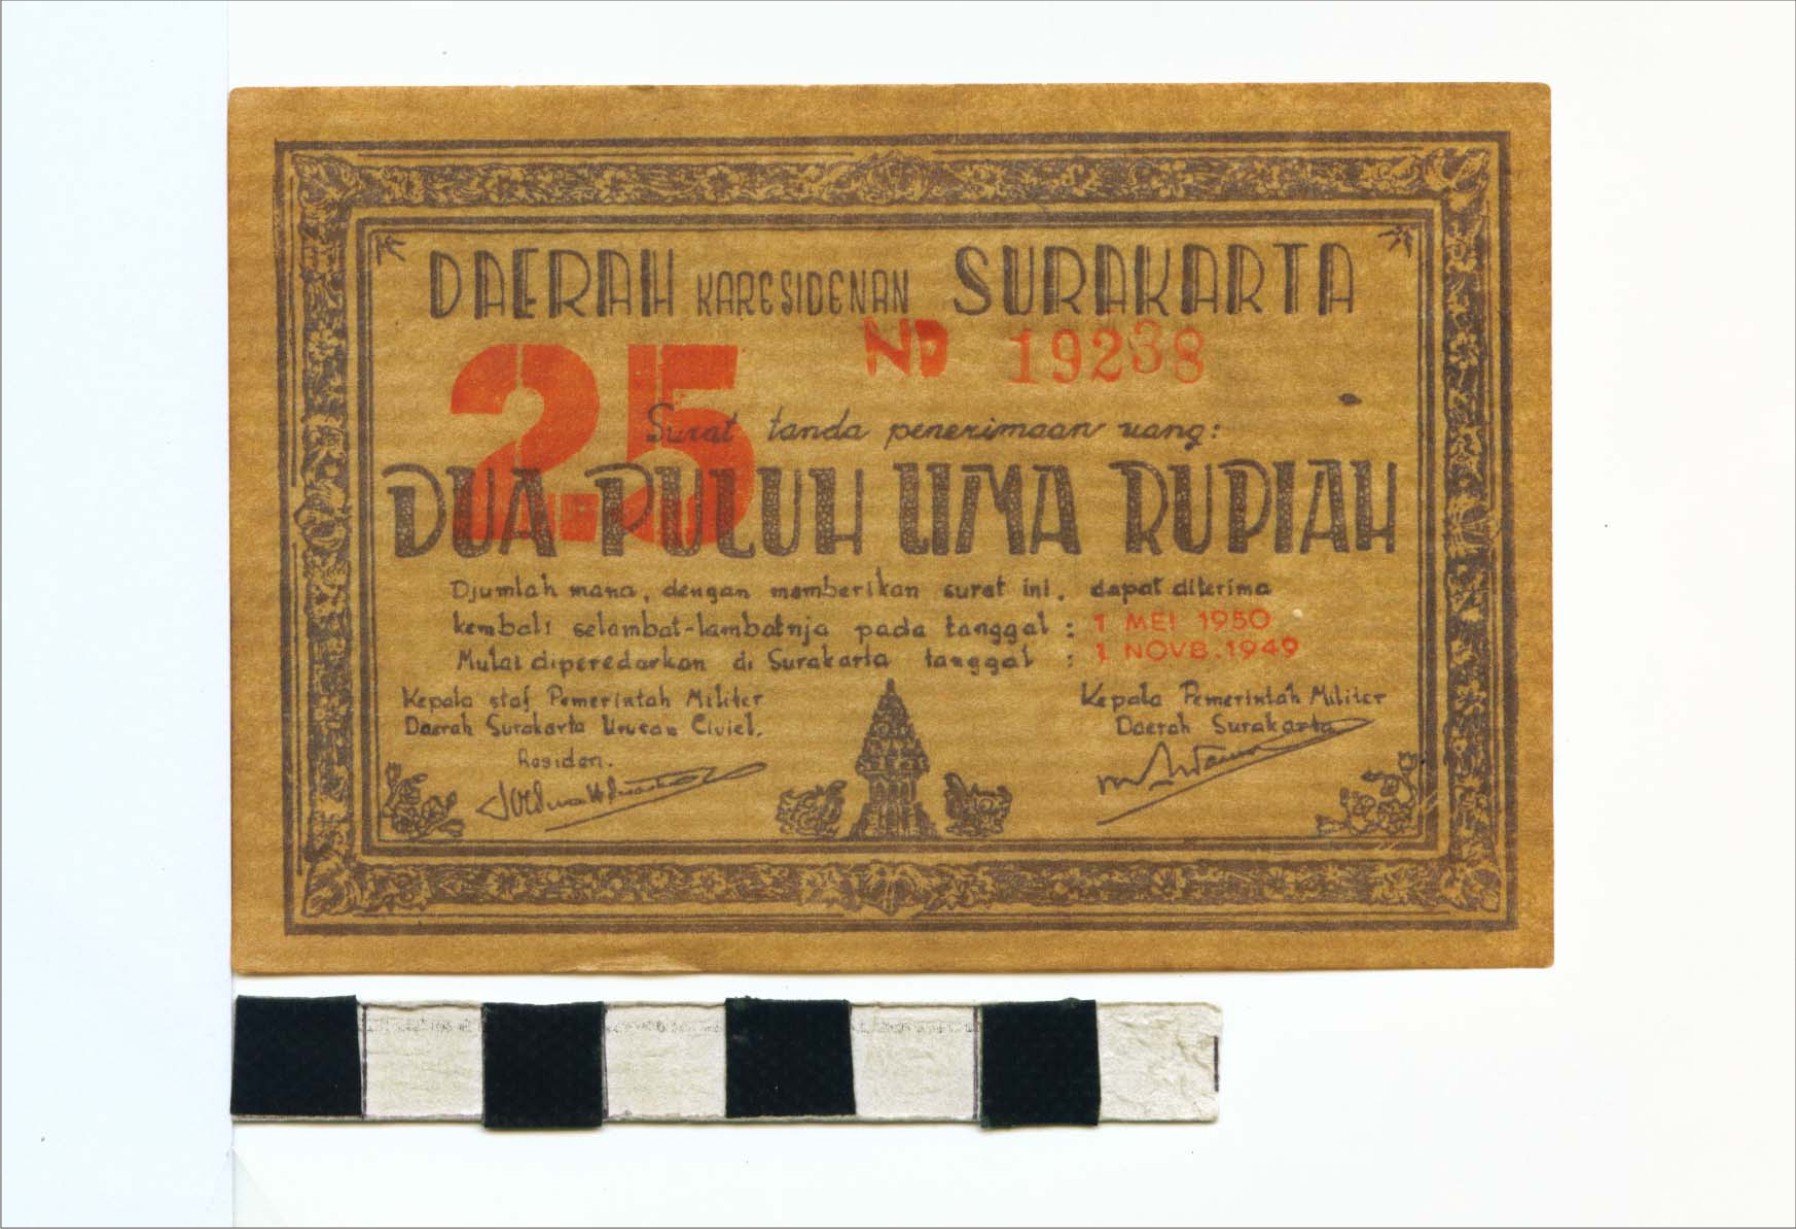 DAERAH KARESIDENAN SURAKARTA
NO 19238
25
Surat tanda penerimaan uang:
DUA PULUH LIMA RUPIAH
Djumlah mana, dengan memberikan surat ini, dapat diterima
kembali selambat-lambatnja pada tanggal : 1 MEI 1950
Mulai diperedarkan di Surakarta tanggal : 1 NOVB.1949
Kepala staf Pemerintah Militer
Daerah Surakarta Urusan Civiel.
Residen.
Kepala Pemerintah Militer
Daerah Surakarta